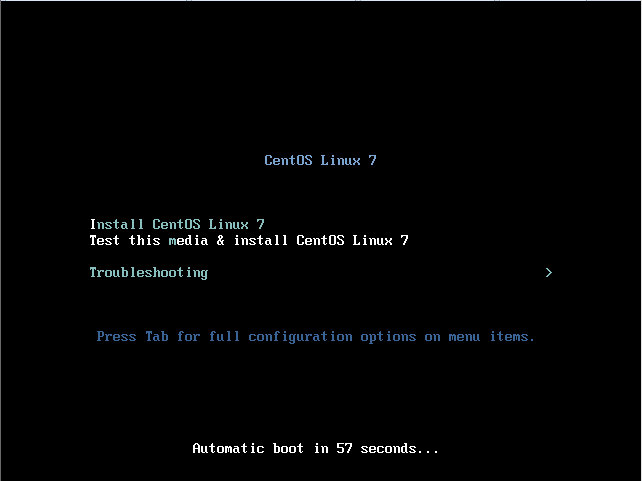 CentOS Linux 7
Install CentOS Linux 7
Test this media & install CentOS Linux 7
Troubleshooting >
Press Tab for full configuration options on menu items.
Automatic boot in 57 seconds...